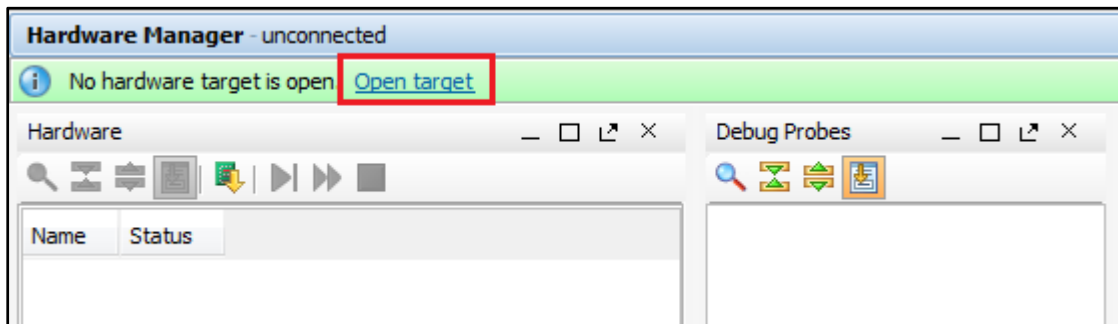 Hardware Manager - unconnected
No hardware target is open. Open target
Hardware
Debug Probes
Name Status